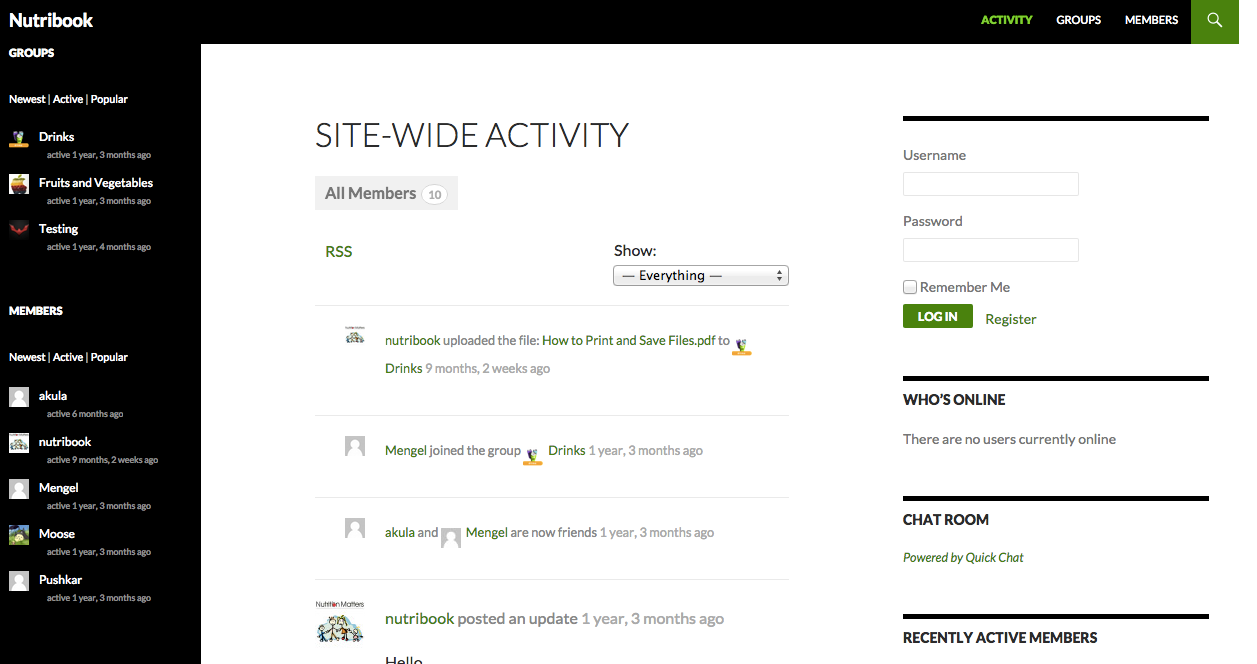 Nutribook
ACTIVITY
GROUPS
MEMBERS
GROUPS
Newest | Active | Popular
Drinks
active 1 year, 3 months ago
Fruits and Vegetables
active 1 year, 3 months ago
Testing
active 1 year, 4 months ago
MEMBERS
Newest | Active | Popular
akula
active 6 months ago
nutribook
active 9 months, 2 weeks ago
Mengel
active 1 year, 3 months ago
Moose
active 1 year, 3 months ago
Pushkar
active 1 year, 3 months ago
SITE-WIDE ACTIVITY
All Members 10
RSS
Show:
— Everything —
nutribook uploaded the file: How to Print and Save Files.pdf to
Drinks 9 months, 2 weeks ago
Mengel joined the group Drinks 1 year, 3 months ago
akula and Mengel are now friends 1 year, 3 months ago
Nutrition Matters
nutribook posted an update 1 year, 3 months ago
Hello
Username
Password
Remember Me
LOG IN
Register
WHO'S ONLINE
There are no users currently online
CHAT ROOM
Powered by Quick Chat
RECENTLY ACTIVE MEMBERS